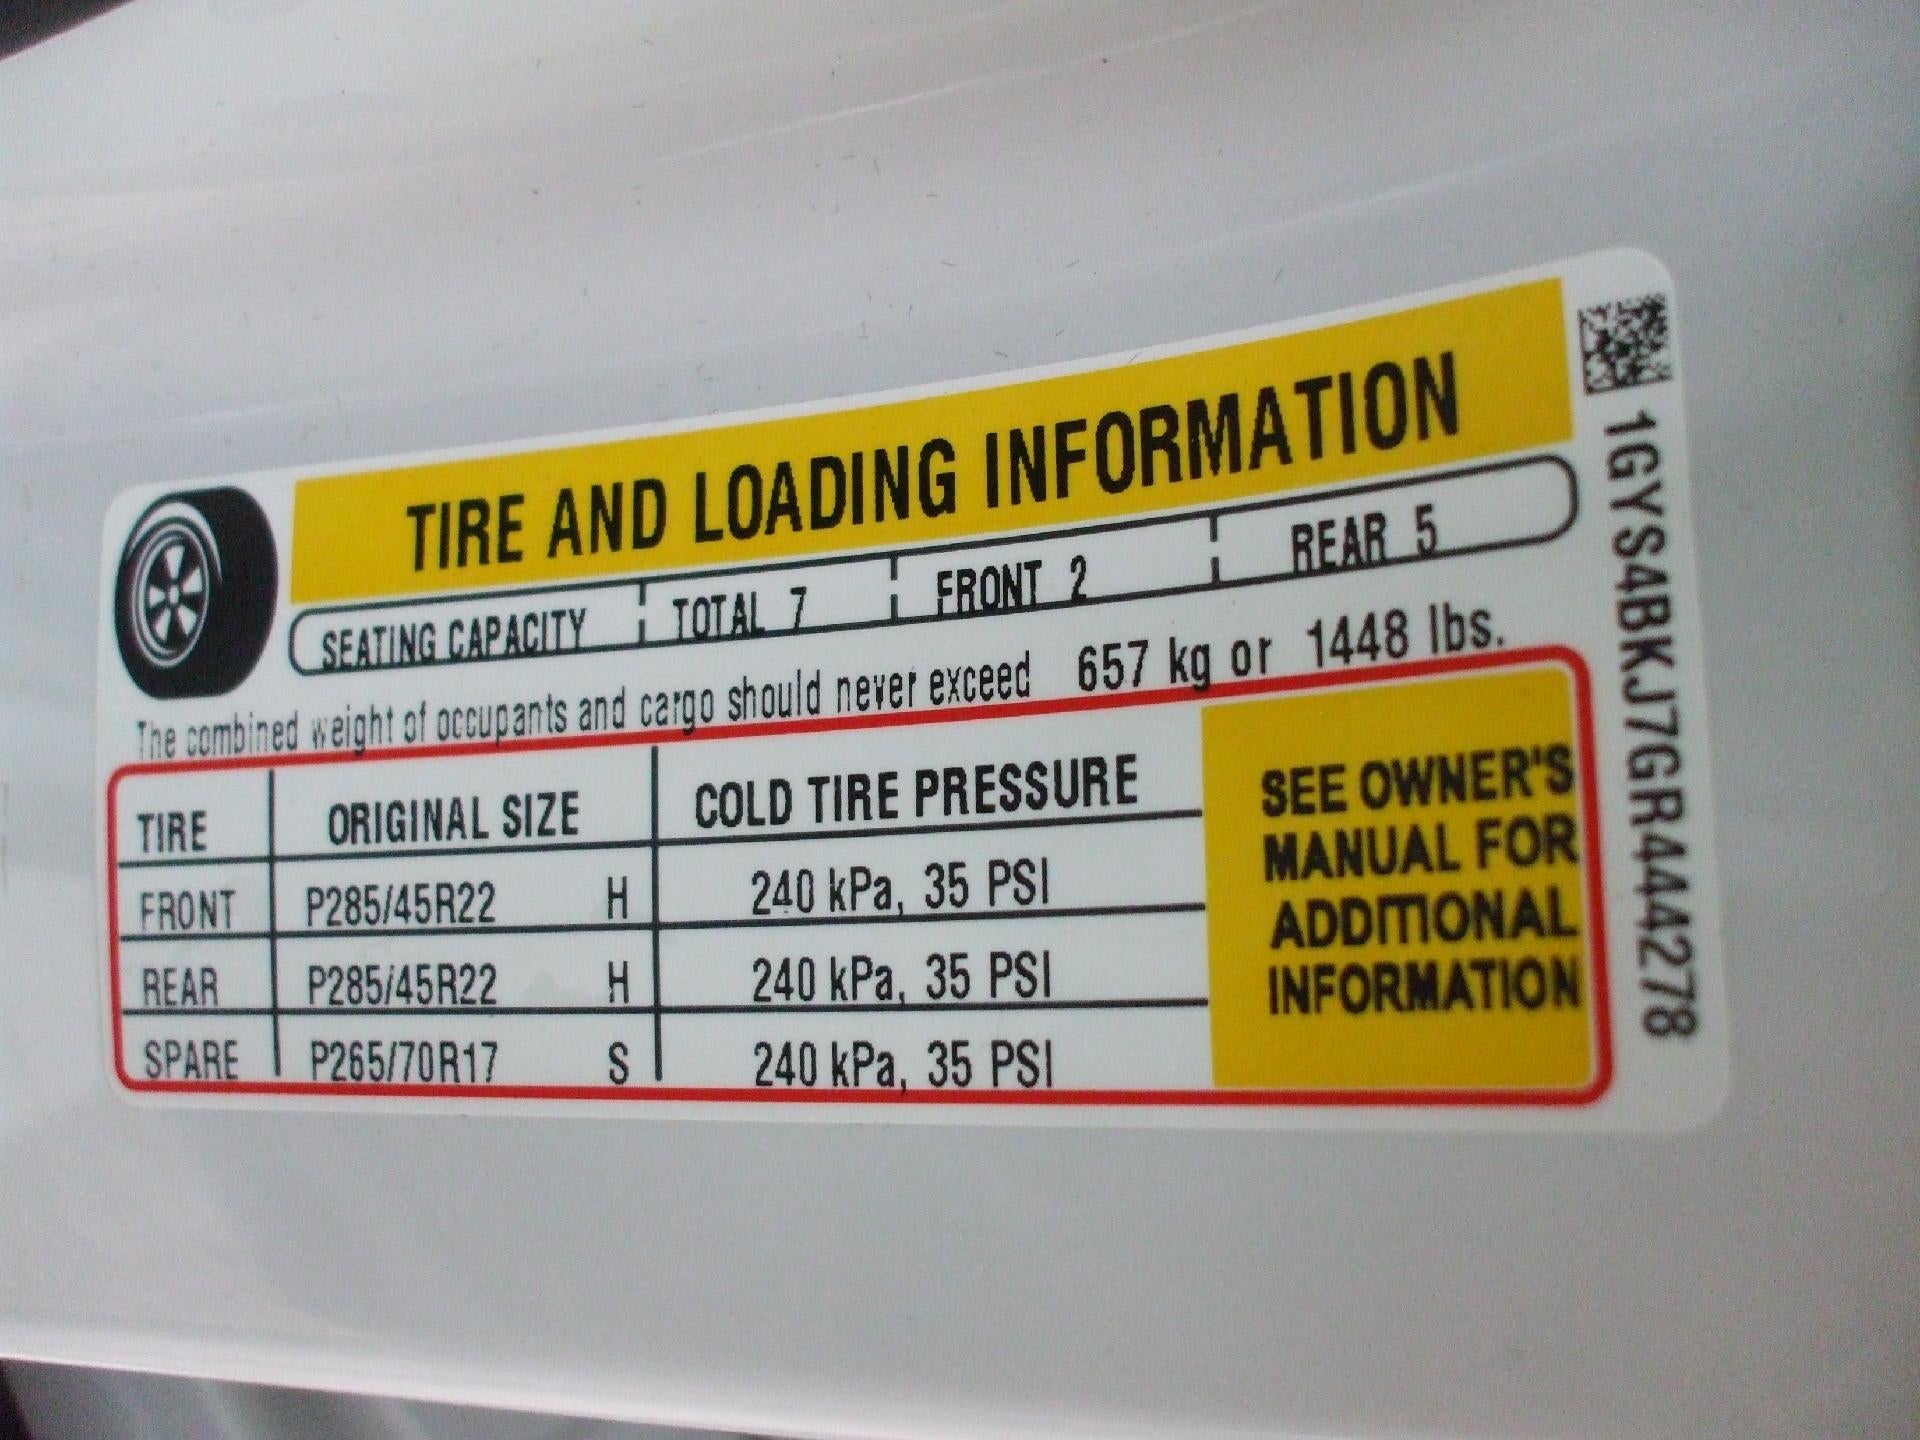 TIRE AND LOADING INFORMATION
SEATING CAPACITY TOTAL 7 FRONT 2 REAR 5
The combined weight of occupants and cargo should never exceed 657 kg or 1448 lbs.
TIRE ORIGINAL SIZE COLD TIRE PRESSURE
FRONT P285/45R22 H 240 kPa, 35 PSI
REAR P285/45R22 H 240 kPa, 35 PSI
SPARE P265/70R17 S 240 kPa, 35 PSI
SEE OWNER'S
MANUAL FOR
ADDITIONAL
INFORMATION
1GYS4BKJ7GR444278